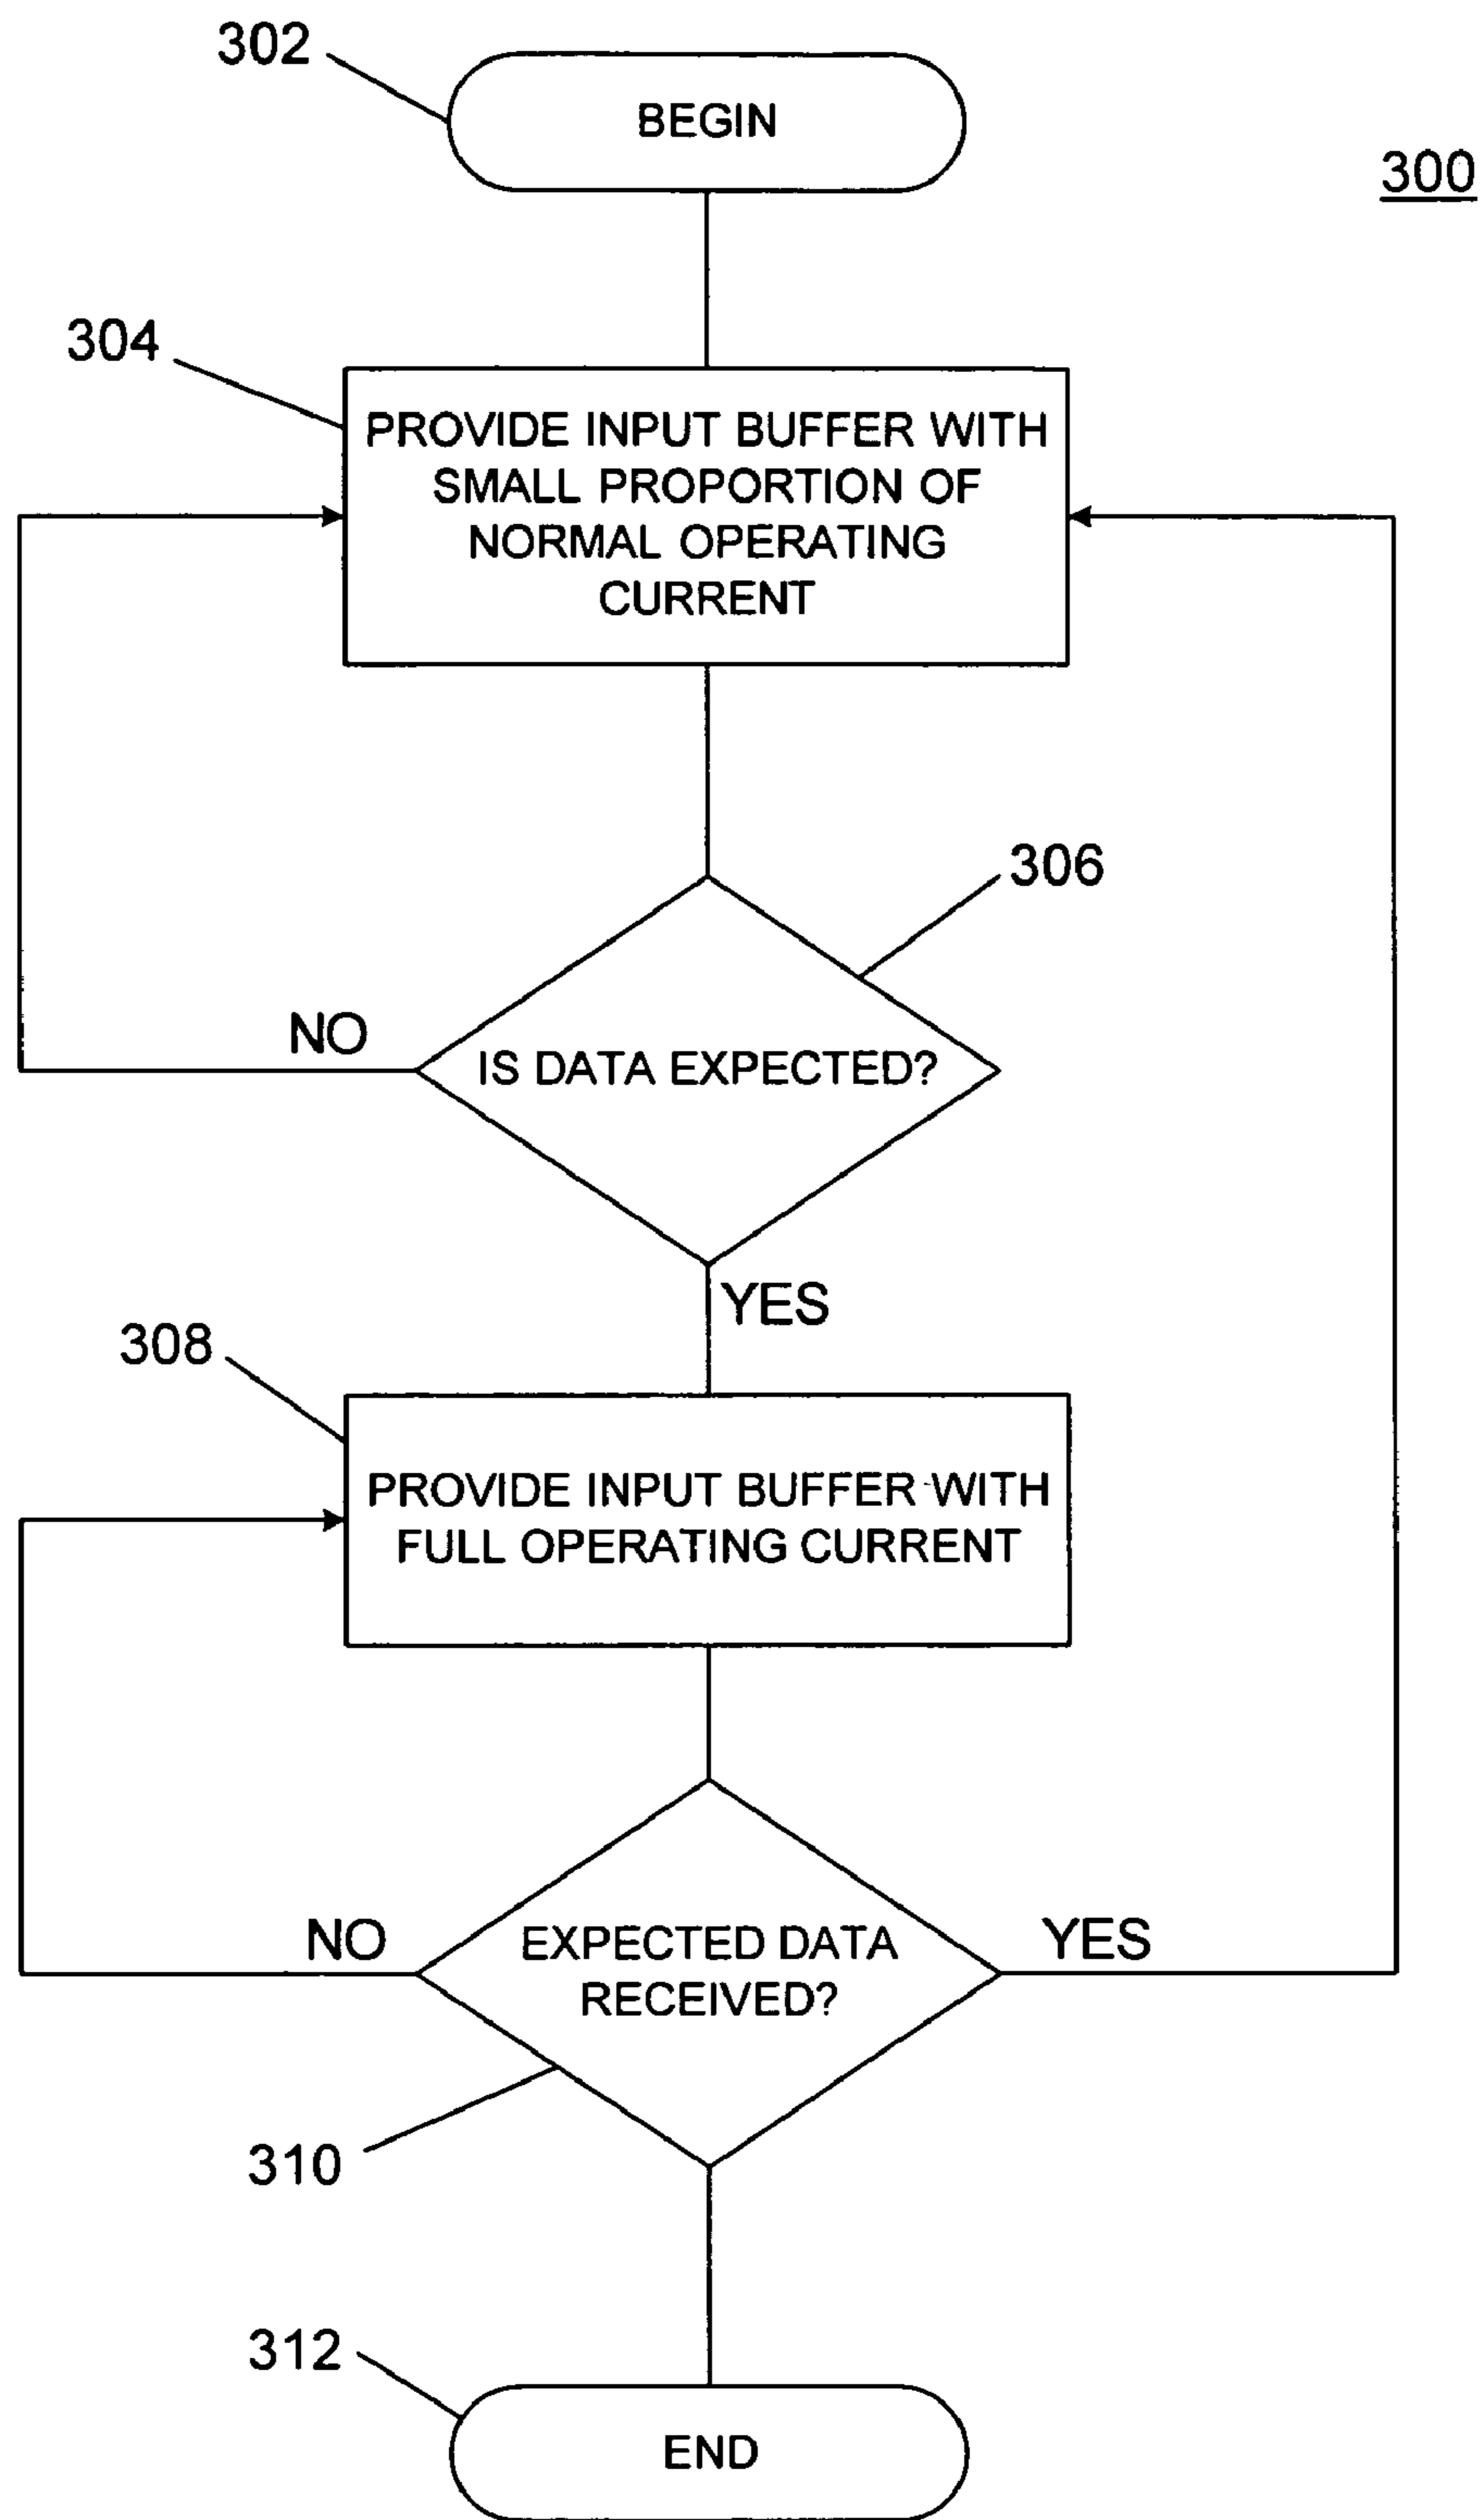 302
BEGIN
300
304
PROVIDE INPUT BUFFER WITH
SMALL PROPORTION OF
NORMAL OPERATING
CURRENT
306
NO
IS DATA EXPECTED?
YES
308
PROVIDE INPUT BUFFER WITH
FULL OPERATING CURRENT
NO
EXPECTED DATA
RECEIVED?
YES
310
312
END